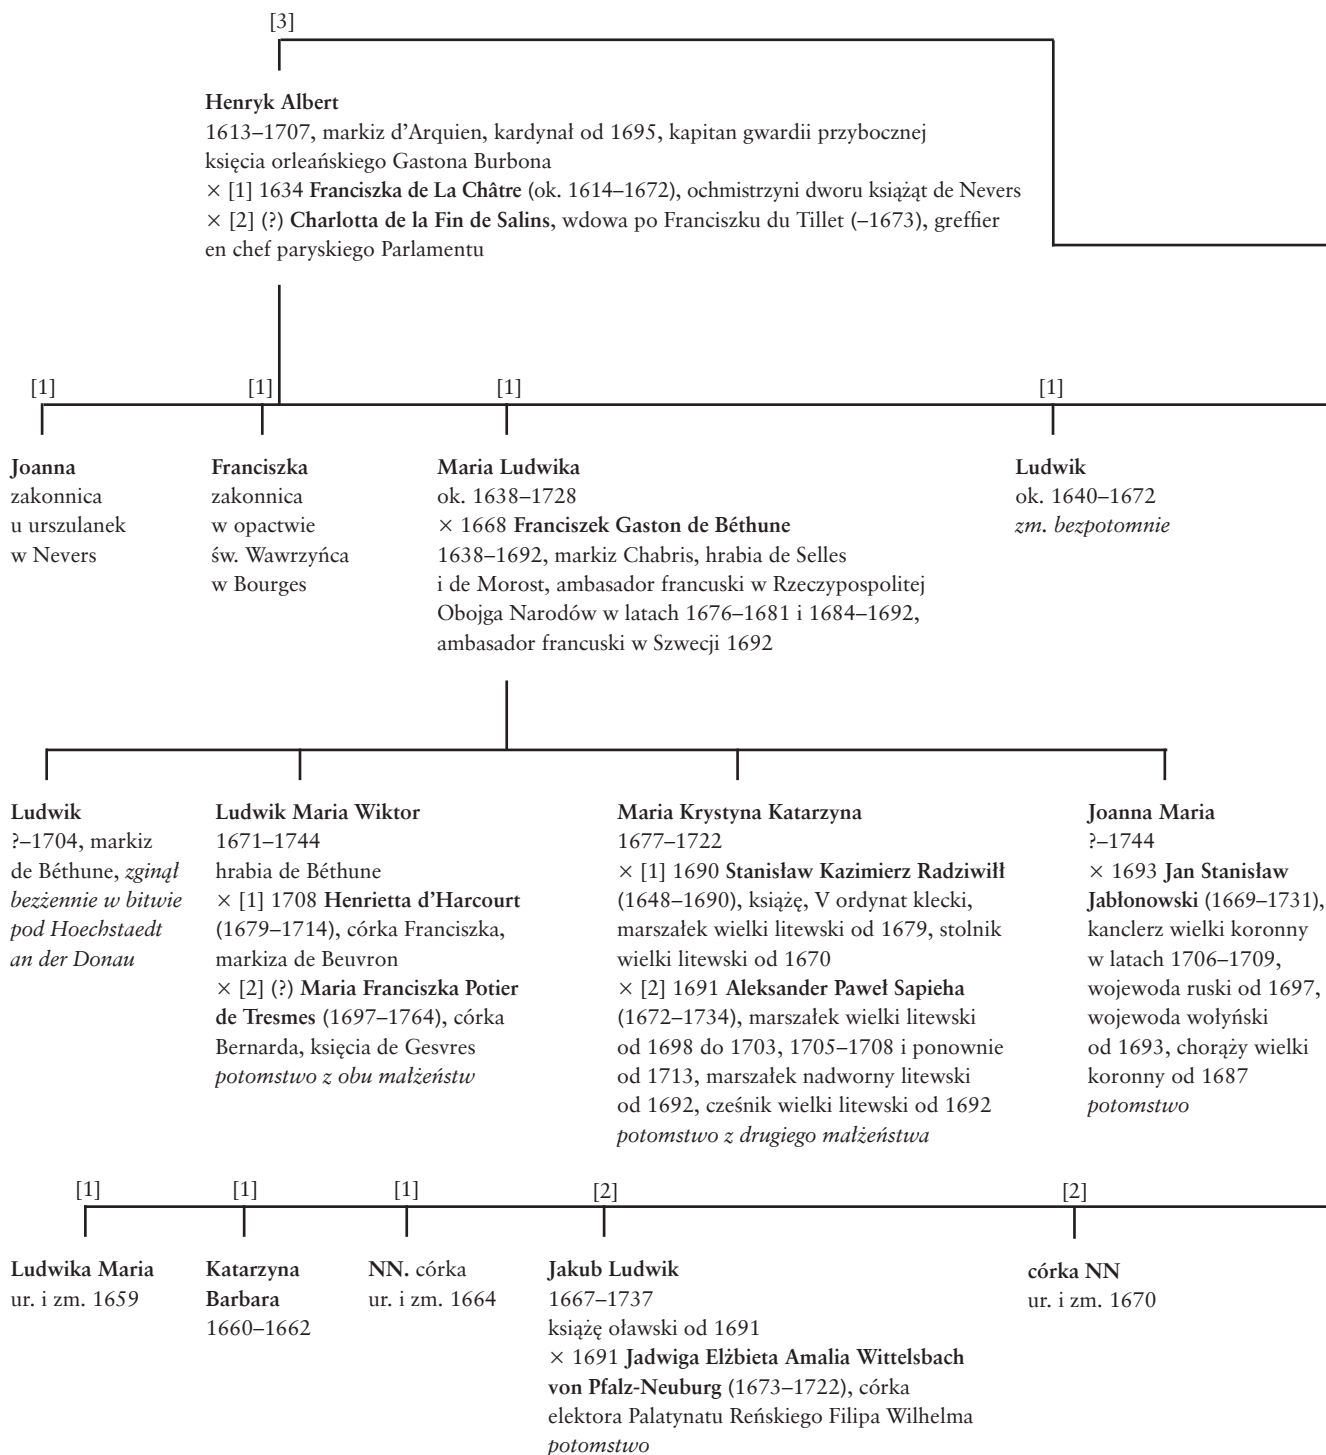 [3]
Henryk Albert
1613–1707, markiz d'Arquien, kardynał od 1695, kapitan gwardii przybocznej
księcia orleańskiego Gastona Burbona
× [1] 1634 Franciszka de La Châtre (ok. 1614–1672), ochmistrzyni dworu książąt de Nevers
× [2] (?) Charlotta de la Fin de Salins, wdowa po Franciszku du Tillet (–1673), greffier
en chef paryskiego Parlamentu
[1]
Joanna
zakonnica
u urszulanek
w Nevers
[1]
Franciszka
zakonnica
w opactwie
św. Wawrzyńca
w Bourges
[1]
Maria Ludwika
ok. 1638–1728
× 1668 Franciszek Gaston de Béthune
1638–1692, markiz Chabris, hrabia de Selles
i de Morost, ambasador francuski w Rzeczypospolitej
Obojga Narodów w latach 1676–1681 i 1684–1692,
ambasador francuski w Szwecji 1692
[1]
Ludwik
ok. 1640–1672
zm. bezpotomnie
Ludwik
?–1704, markiz
de Béthune, zginął
bezżennie w bitwie
pod Hoechstaedt
an der Donau
Ludwik Maria Wiktor
1671–1744
hrabia de Béthune
× [1] 1708 Henrietta d'Harcourt
(1679–1714), córka Franciszka,
markiza de Beuvron
× [2] (?) Maria Franciszka Potier
de Tresmes (1697–1764), córka
Bernarda, księcia de Gesvres
potomstwo z obu małżeństw
Maria Krystyna Katarzyna
1677–1722
× [1] 1690 Stanisław Kazimierz Radziwiłł
(1648–1690), książę, V ordynat klecki,
marszałek wielki litewski od 1679, stolnik
wielki litewski od 1670
× [2] 1691 Aleksander Paweł Sapieha
(1672–1734), marszałek wielki litewski
od 1698 do 1703, 1705–1708 i ponownie
od 1713, marszałek nadworny litewski
od 1692, cześnik wielki litewski od 1692
potomstwo z drugiego małżeństwa
Joanna Maria
?–1744
× 1693 Jan Stanisław
Jabłonowski (1669–1731),
kanclerz wielki koronny
w latach 1706–1709,
wojewoda ruski od 1697,
wojewoda wołyński
od 1693, chorąży wielki
koronny od 1687
potomstwo
[1]
Ludwika Maria
ur. i zm. 1659
[1]
Katarzyna
Barbara
1660–1662
[1]
NN. córka
ur. i zm. 1664
[2]
Jakub Ludwik
1667–1737
książę oławski od 1691
× 1691 Jadwiga Elżbieta Amalia Wittelsbach
von Pfalz-Neuburg (1673–1722), córka
elektora Palatynatu Reńskiego Filipa Wilhelma
potomstwo
[2]
córka NN
ur. i zm. 1670